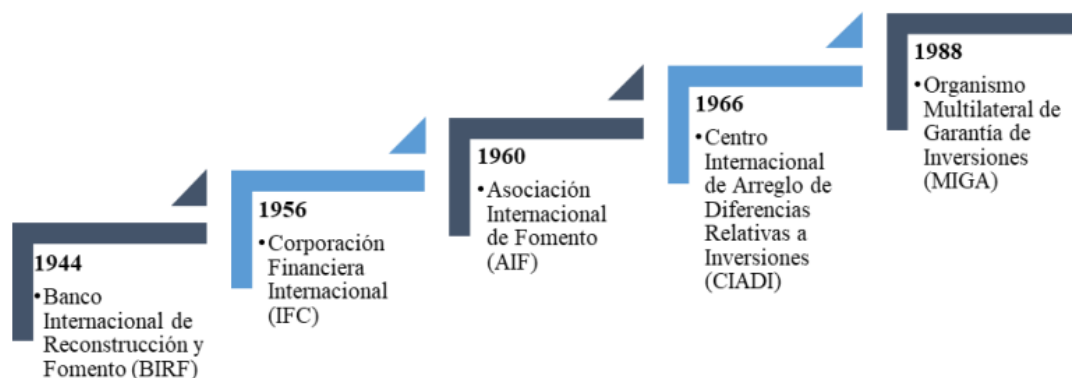 1944
•Banco
Internacional de
Reconstrucción y
Fomento (BIRF)
1956
•Corporación
Financiera
Internacional
(IFC)
1960
•Asociación
Internacional
de Fomento
(AIF)
1966
•Centro
Internacional
de Arreglo de
Diferencias
Relativas a
Inversiones
(CIADI)
1988
•Organismo
Multilateral de
Garantía de
Inversiones
(MIGA)